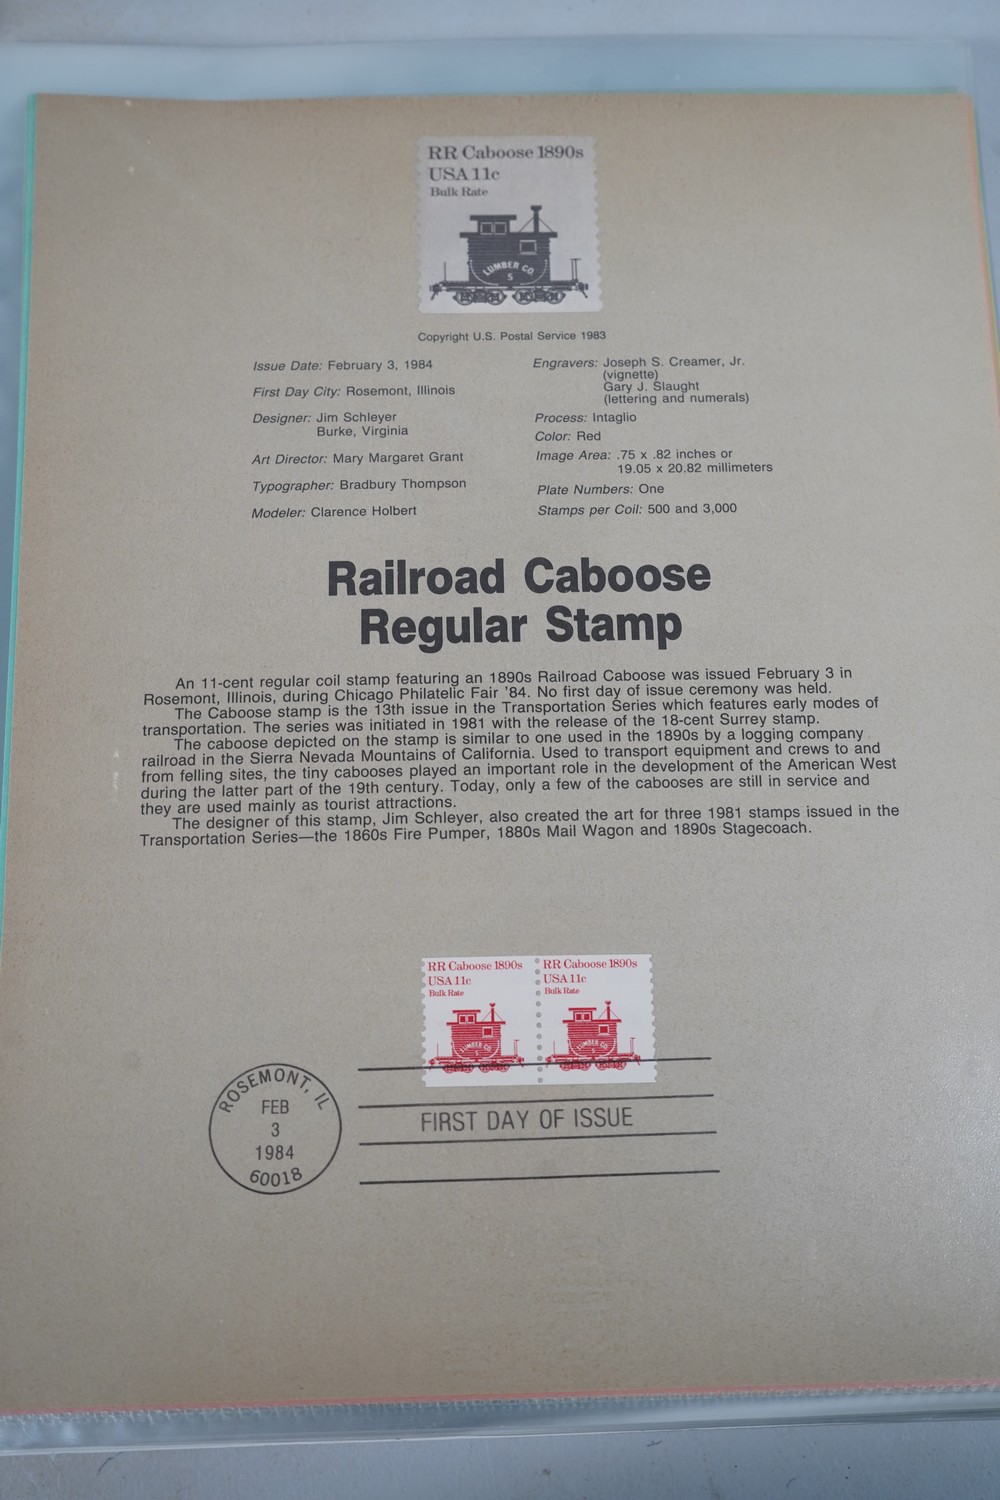 RR Caboose 1890s
USA 11c
Bulk Rate
LUMBER CO.
5
Copyright U.S. Postal Service 1983
Issue Date: February 3, 1984
First Day City: Rosemont, Illinois
Designer: Jim Schleyer
Burke, Virginia
Art Director: Mary Margaret Grant
Typographer: Bradbury Thompson
Modeler: Clarence Holbert
Engravers: Joseph S. Creamer, Jr.
(vignette)
Gary J. Slaught
(lettering and numerals)
Process: Intaglio
Color: Red
Image Area: .75 x .82 inches or
19.05 x 20.82 millimeters
Plate Numbers: One
Stamps per Coil: 500 and 3,000
Railroad Caboose
Regular Stamp
An 11-cent regular coil stamp featuring an 1890s Railroad Caboose was issued February 3 in
Rosemont, Illinois, during Chicago Philatelic Fair '84. No first day of issue ceremony was held.
The Caboose stamp is the 13th issue in the Transportation Series which features early modes of
transportation. The series was initiated in 1981 with the release of the 18-cent Surrey stamp.
The caboose depicted on the stamp is similar to one used in the 1890s by a logging company
railroad in the Sierra Nevada Mountains of California. Used to transport equipment and crews to and
from felling sites, the tiny cabooses played an important role in the development of the American West
during the latter part of the 19th century. Today, only a few of the cabooses are still in service and
they are used mainly as tourist attractions.
The designer of this stamp, Jim Schleyer, also created the art for three 1981 stamps issued in the
Transportation Series—the 1860s Fire Pumper, 1880s Mail Wagon and 1890s Stagecoach.
RR Caboose 1890s
USA 11c
Bulk Rate
LUMBER CO.
5
RR Caboose 1890s
USA 11c
Bulk Rate
LUMBER CO.
5
ROSEMONT, IL
FEB
3
1984
60018
FIRST DAY OF ISSUE